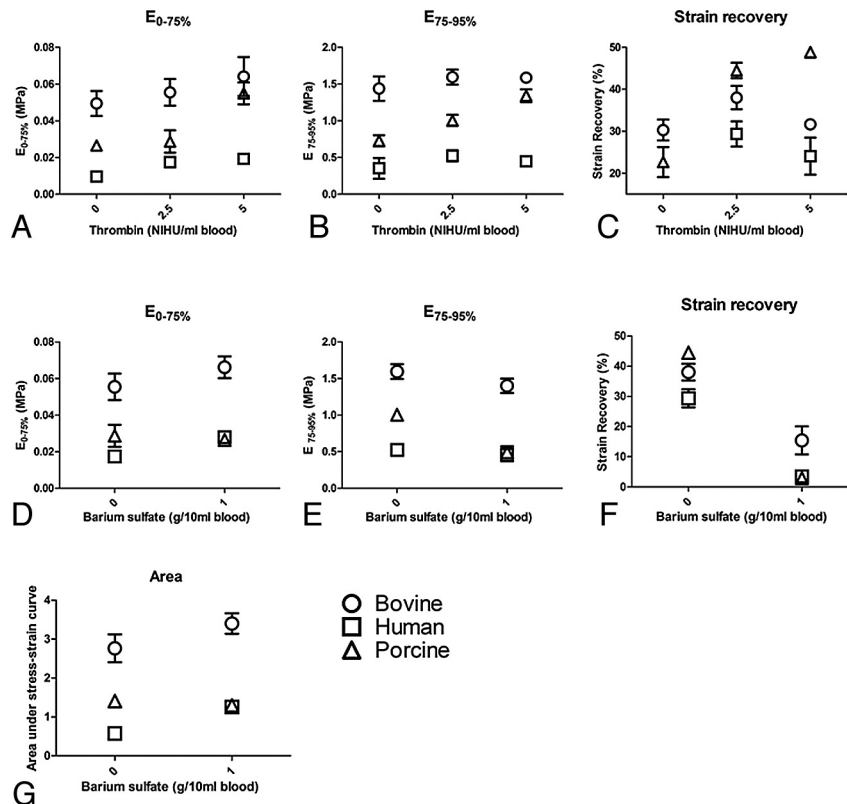 E0-75%
E75-95%
Strain recovery
0.08
0.06
0.04
0.02
0.00
E0-75% (MPa)
0
2.5
5
Thrombin (NIHU/ml blood)
A
2.0
1.5
1.0
0.5
0.0
E 75-95% (MPa)
0
2.5
5
Thrombin (NIHU/ml blood)
B
50
40
30
20
Strain Recovery (%)
0
2.5
5
Thrombin (NIHU/ml blood)
C
E0-75%
E75-95%
Strain recovery
0.08
0.06
0.04
0.02
0.00
E0-75% (MPa)
0
1
Barium sulfate (g/10ml blood)
D
2.0
1.5
1.0
0.5
0.0
E 75-95% (MPa)
0
1
Barium sulfate (g/10ml blood)
E
50
40
30
20
10
0
Strain Recovery (%)
0
1
Barium sulfate (g/10ml blood)
F
Area
4
3
2
1
0
Area under stress-strain curve
0
1
Barium sulfate (g/10ml blood)
G
Bovine
Human
Porcine